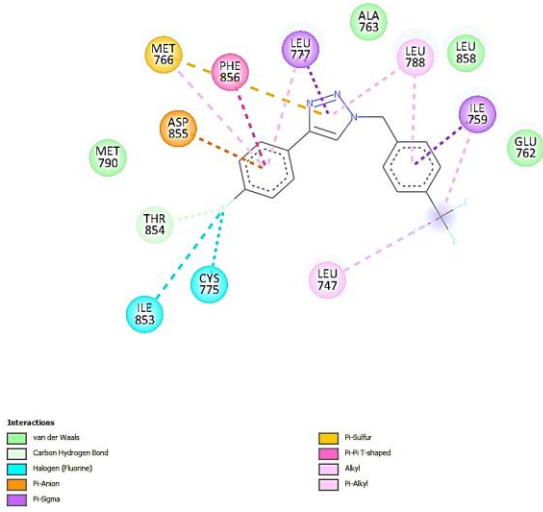 ALA
763
MET
766
LEU
777
LEU
788
LEU
858
PHE
856
N
N
N
ILE
759
ASP
855
GLU
762
MET
790
THR
854
F
F
LEU
747
CYS
775
ILE
853
Interactions
van der Waals
Carbon Hydrogen Bond
Halogen (Fluorine)
Pi-Anion
Pi-Sigma
Pi-Sulfur
Pi-Pi T-shaped
Alkyl
Pi-Alkyl